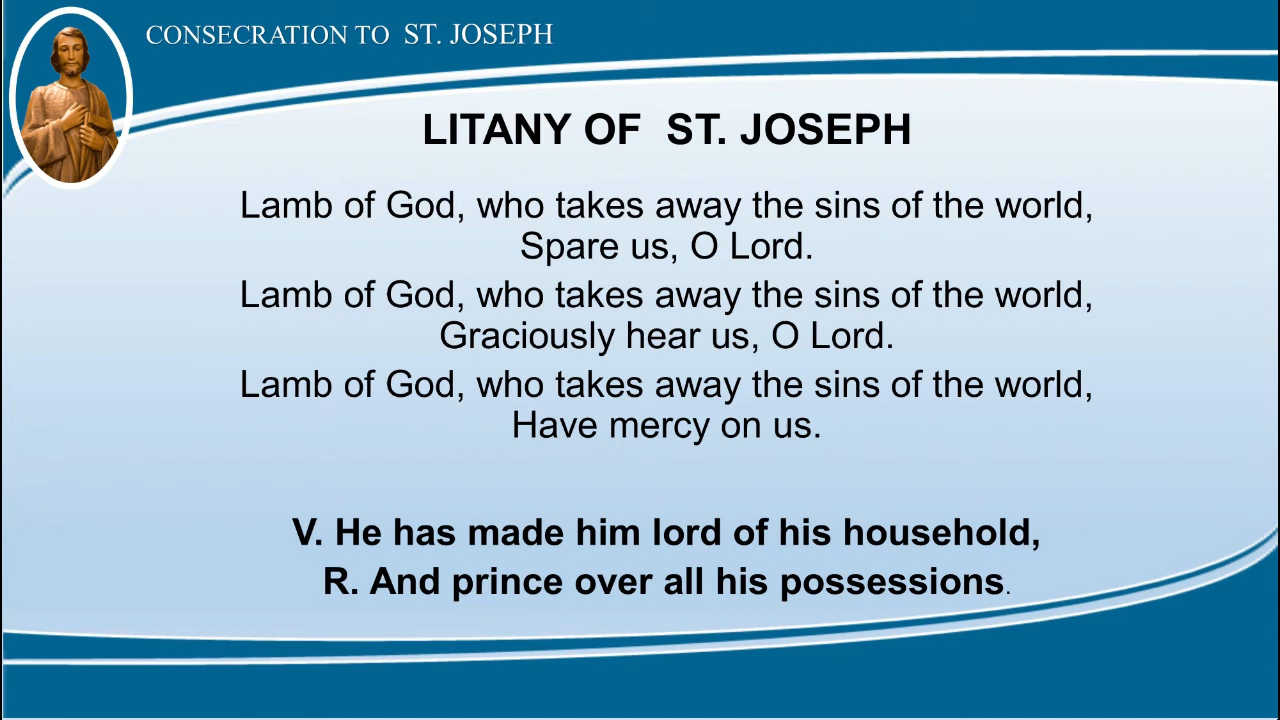 CONSECRATION TO ST. JOSEPH
LITANY OF ST. JOSEPH
Lamb of God, who takes away the sins of the world,
Spare us, O Lord.
Lamb of God, who takes away the sins of the world,
Graciously hear us, O Lord.
Lamb of God, who takes away the sins of the world,
Have mercy on us.
V. He has made him lord of his household,
R. And prince over all his possessions.